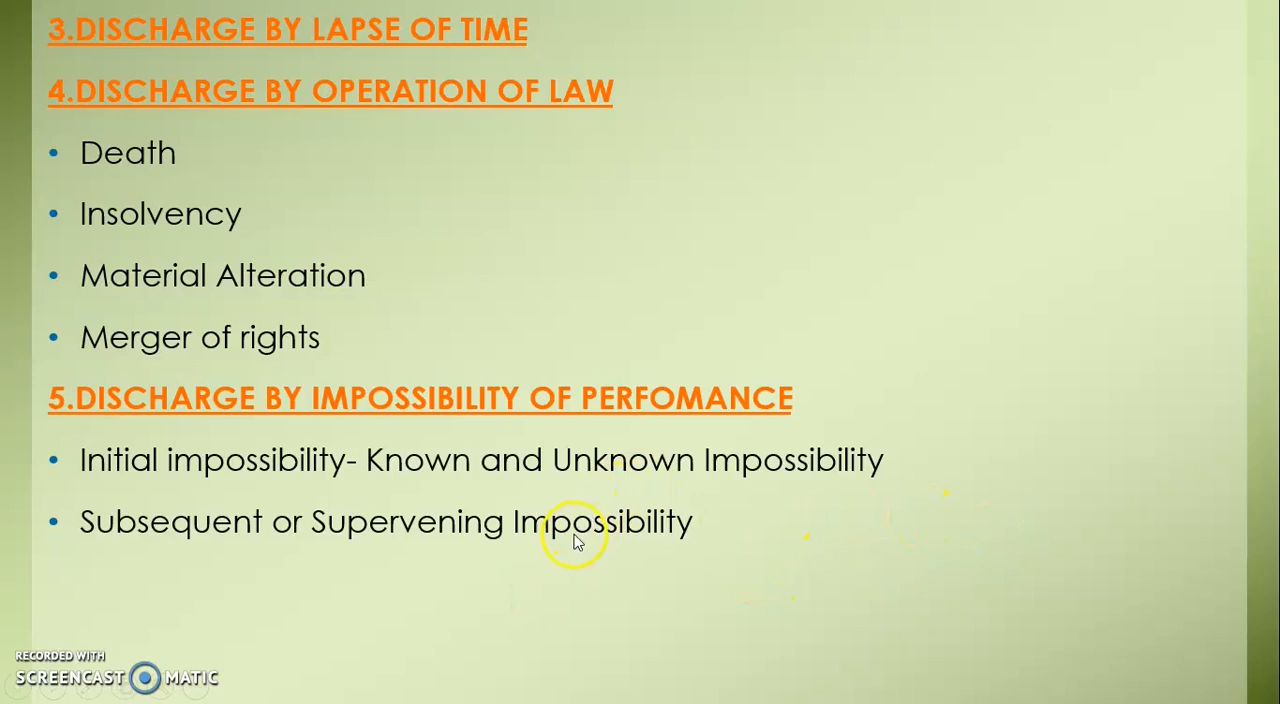 3.DISCHARGE BY LAPSE OF TIME
4.DISCHARGE BY OPERATION OF LAW
• Death
• Insolvency
• Material Alteration
• Merger of rights
5.DISCHARGE BY IMPOSSIBILITY OF PERFOMANCE
• Initial impossibility- Known and Unknown Impossibility
• Subsequent or Supervening Impossibility
RECORDED WITH
SCREENCAST MATIC